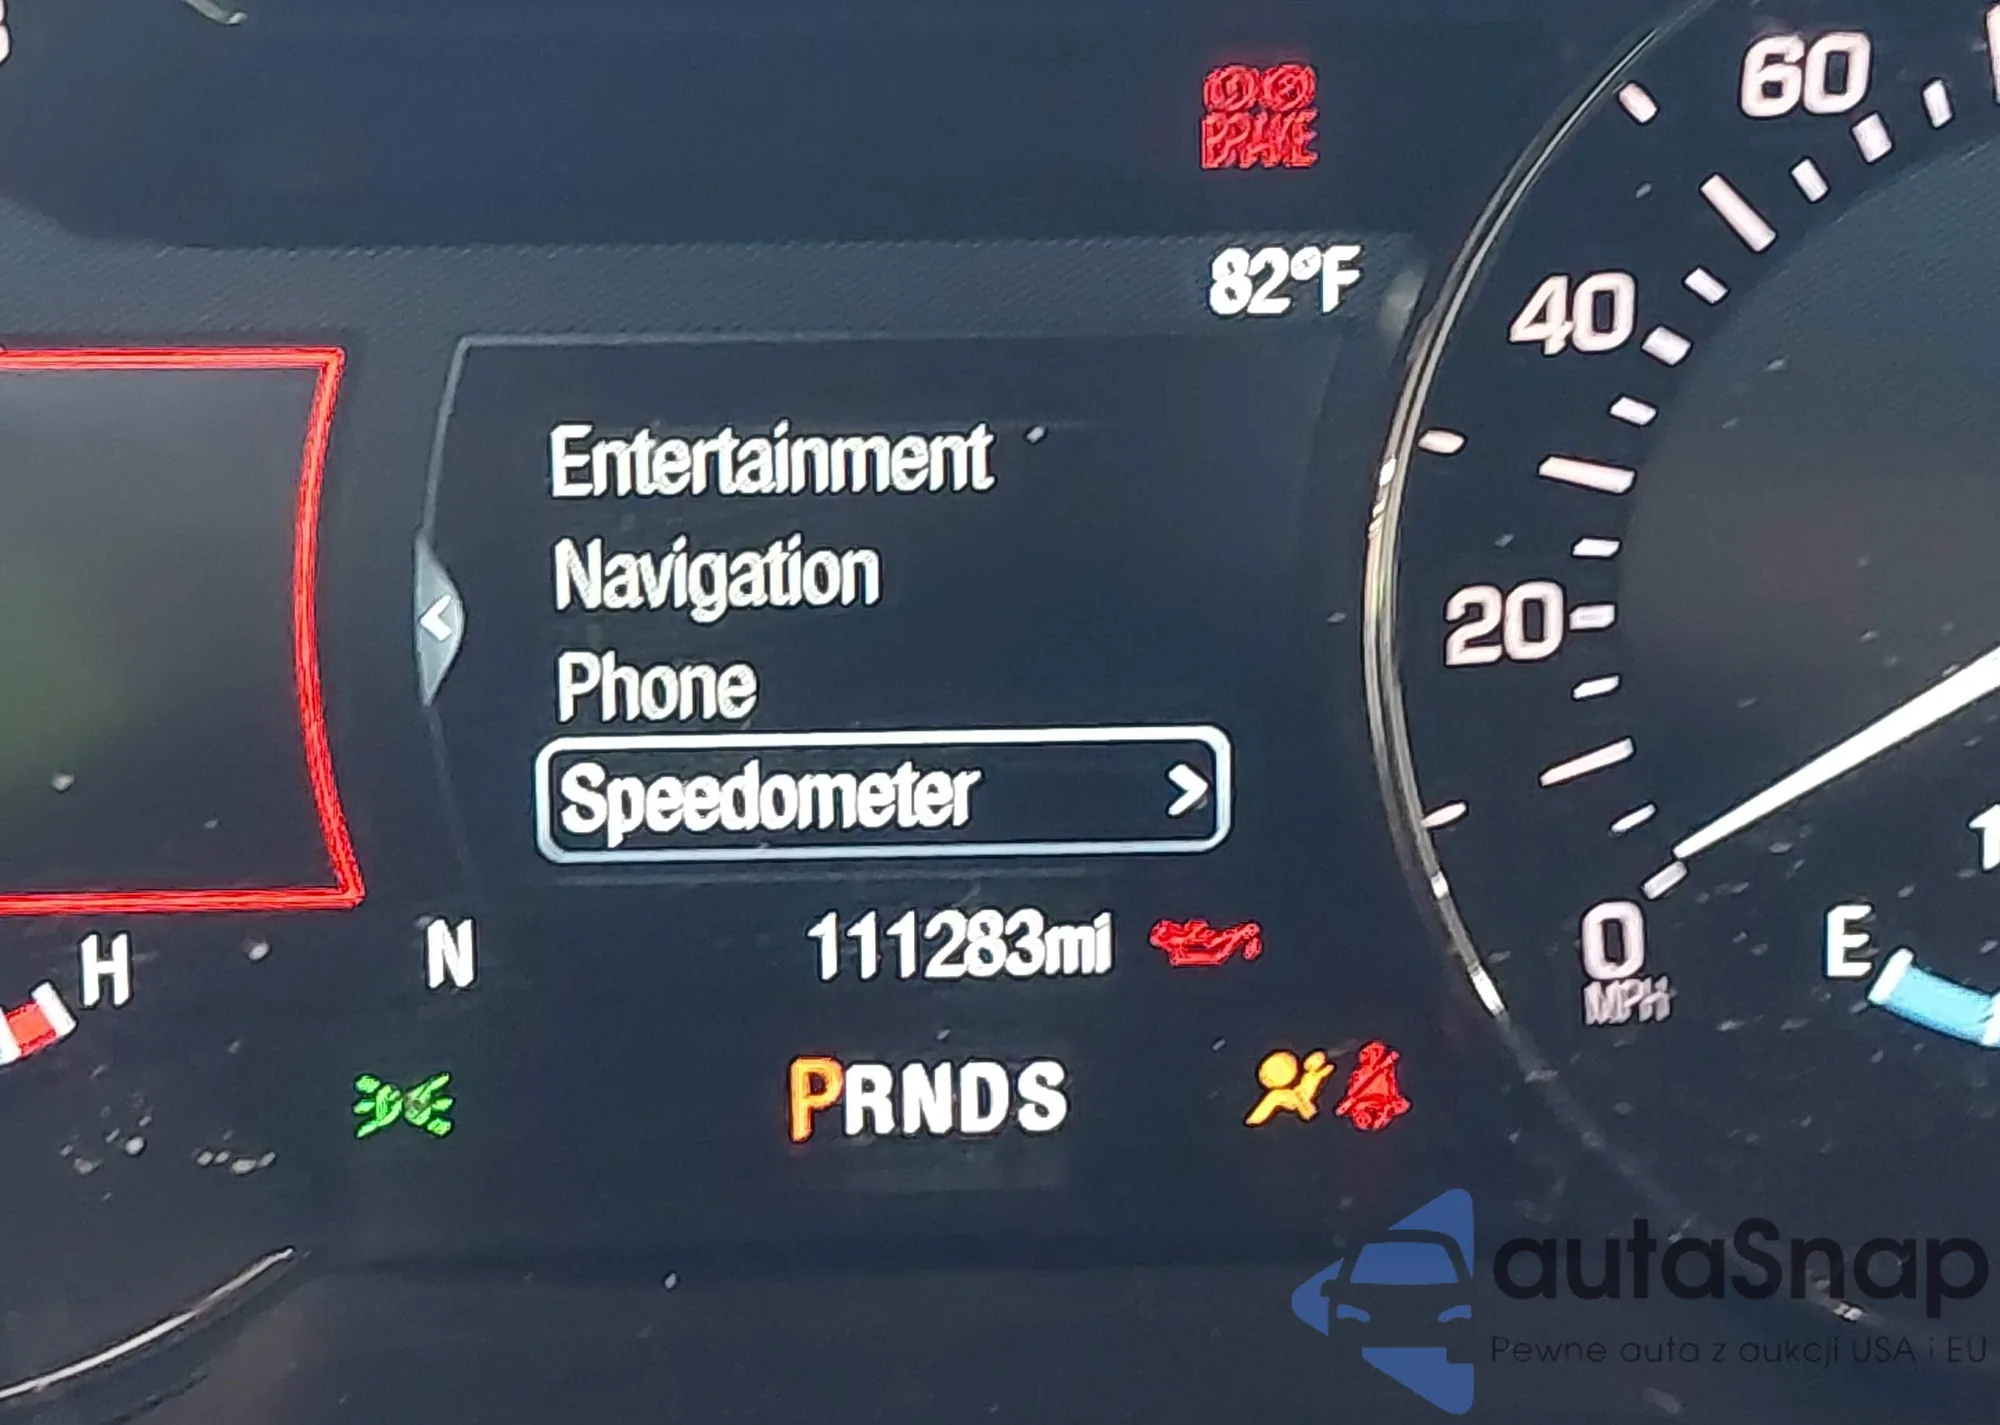 60
BRAKE
82°F
40
Entertainment
Navigation
20
Phone
Speedometer
E
H
N
111283mi
0
MPH
PRNDS
autaSnap
Pewne auta z aukcji USA i EU